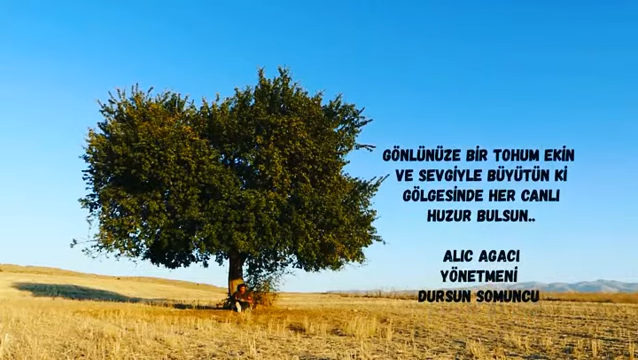 GÖNLÜNÜZE BİR TOHUM EKİN
VE SEVGİYLE BÜYÜTÜN Kİ
GÖLGESİNDE HER CANLI
HUZUR BULSUN..
ALIC AGACI
YÖNETMENİ
DURSUN SOMUNCU